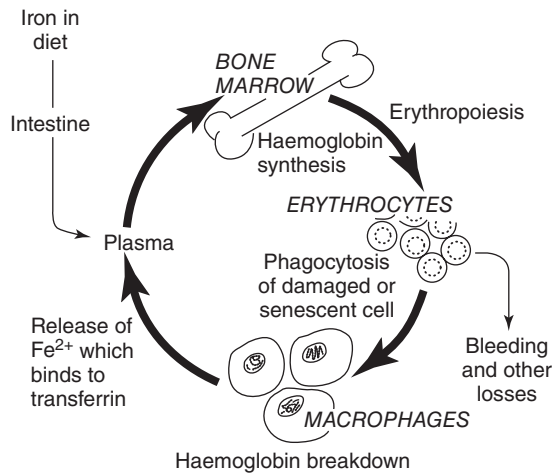 Iron in
diet
Intestine
Plasma
BONE
MARROW
Haemoglobin
synthesis
Erythropoiesis
ERYTHROCYTES
Phagocytosis
of damaged or
senescent cell
Bleeding
and other
losses
MACROPHAGES
Haemoglobin breakdown
Release of
Fe²⁺ which
binds to
transferrin